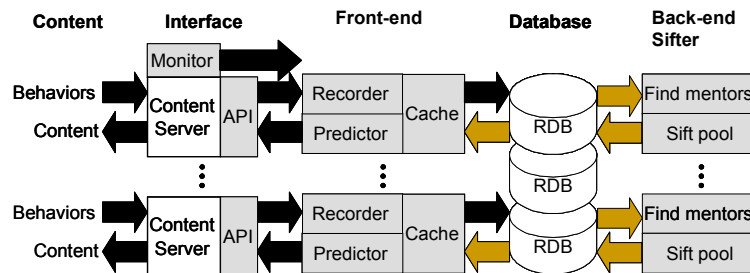 Content
Interface
Front-end
Database
Back-end
Sifter
Monitor
Behaviors
Content
Content
Server
API
Recorder
Predictor
Cache
RDB
Find mentors
Sift pool
RDB
Behaviors
Content
Content
Server
API
Recorder
Predictor
Cache
RDB
Find mentors
Sift pool